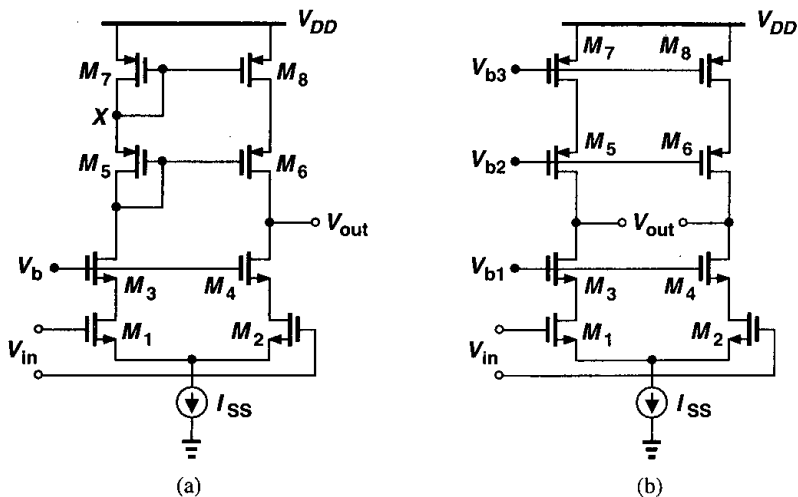 V_DD
M_7
M_8
X
M_5
M_6
V_out
V_b
M_3
M_4
M_1
M_2
V_in
I_SS
(a)
V_DD
M_7
M_8
V_b3
M_5
M_6
V_b2
V_out
V_b1
M_3
M_4
M_1
M_2
V_in
I_SS
(b)